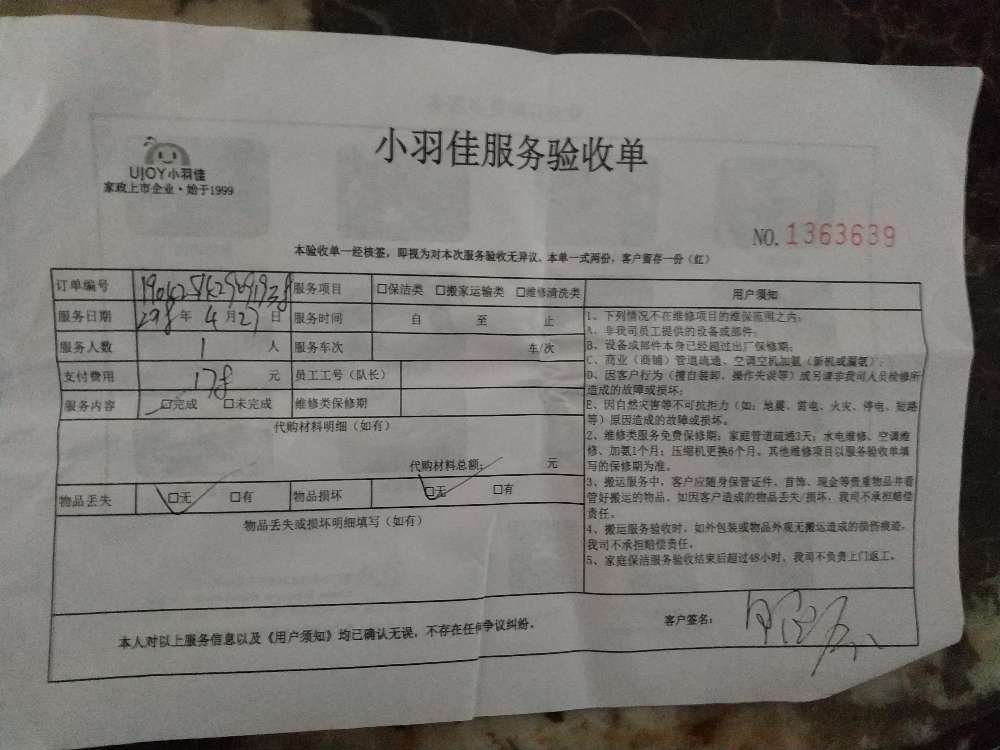 小羽佳服务验收单
UJOY小羽佳
家政上市企业·始于1999
NO. 1363639
本验收单一经核签，即视为对本次服务验收无异议、本单一式两份，客户留存一份（红）
订单编号 服务项目 □保洁类 □搬家运输类 □维修清洗类
服务日期 年 4 月 27 日 服务时间 自 至 止
服务人数 1 人 服务车次 车/次
支付费用 178 元 员工工号（队长）
服务内容 □完成 □未完成 维修类保修期
代购材料明细（如有）
代购材料总额： 元
物品丢失 □无 □有 物品损坏 □无 □有
物品丢失或损坏明细填写（如有）
用户须知
1、下列情况不在维修项目的维保范围之内：
A、非我司员工提供的设备或部件。
B、设备或部件本身已经超过出厂保修期；
C、商业（商铺）管道疏通、空调空机加氨（新机或漏氨）；
D、因客户行为（擅自装卸、操作失误等）或另请非我司人员检修所
造成的故障或损坏；
E、因自然灾害等不可抗拒力（如：地震、雷电、火灾、停电、短路
等）原因造成的故障或损坏。
2、维修类服务免费保修期：家庭管道疏通3天；水电维修、空调维
修、加氨1个月；压缩机更换6个月。其他维修项目以服务验收单填
写的保修期为准。
3、搬运服务中，客户应随身保管证件、首饰、现金等贵重物品并看
管好搬运的物品，如因客户造成的物品丢失/损坏，我司不承担赔偿
责任。
4、搬运服务验收时，如外包装或物品外观无搬运造成的损伤痕迹，
我司不承担赔偿责任。
5、家庭保洁服务验收结束后超过48小时，我司不负责上门返工。
本人对以上服务信息以及《用户须知》均已确认无误，不存在任何争议纠纷。
客户签名：